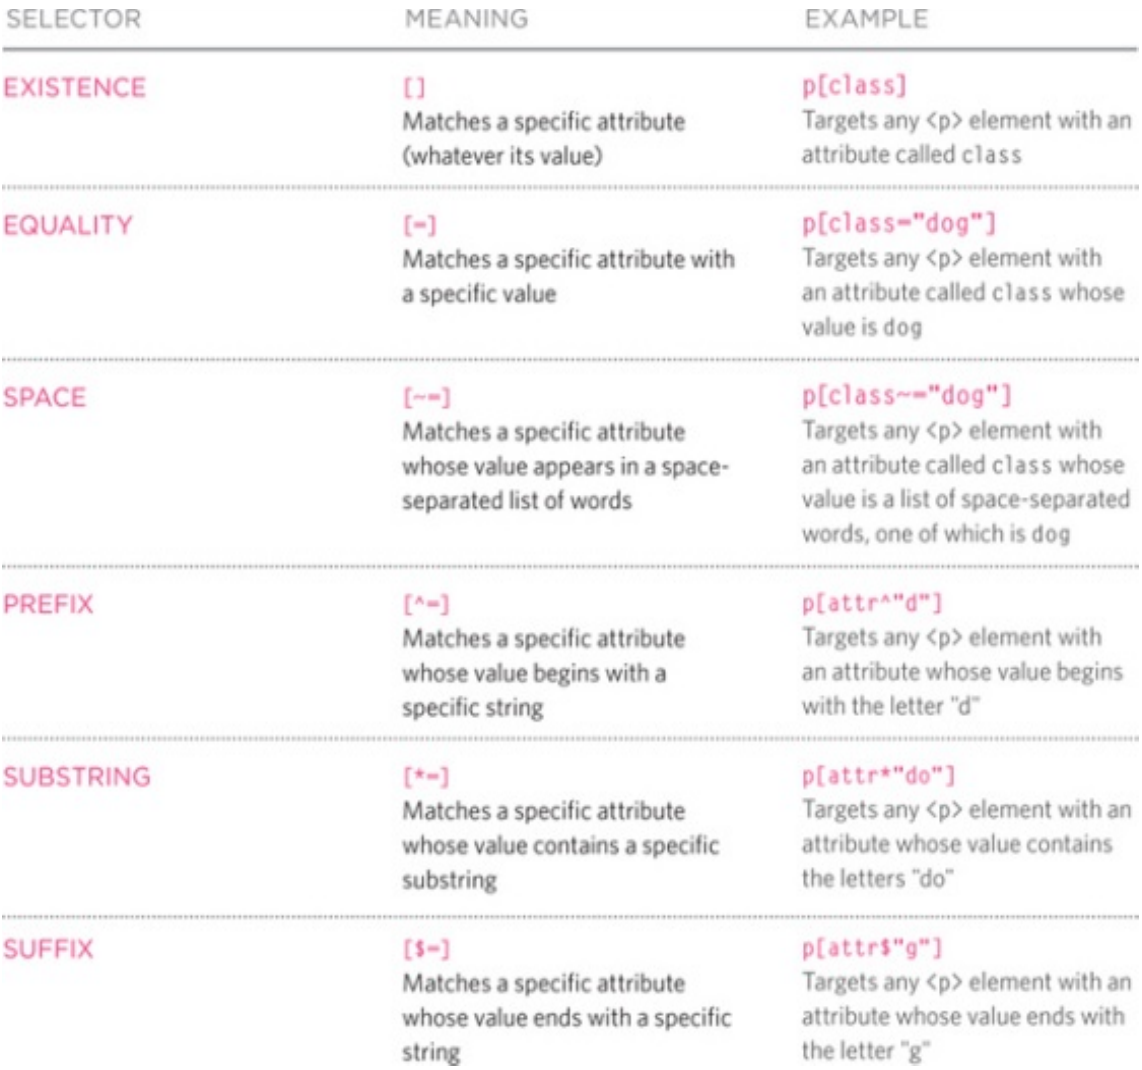 SELECTOR MEANING EXAMPLE
EXISTENCE [] p[class]
Matches a specific attribute Targets any <p> element with an
(whatever its value) attribute called class
EQUALITY [=] p[class="dog"]
Matches a specific attribute with Targets any <p> element with
a specific value an attribute called class whose
value is dog
SPACE [~=] p[class~="dog"]
Matches a specific attribute Targets any <p> element with
whose value appears in a space- an attribute called class whose
separated list of words value is a list of space-separated
words, one of which is dog
PREFIX [^=] p[attr^"d"]
Matches a specific attribute Targets any <p> element with
whose value begins with a an attribute whose value begins
specific string with the letter "d"
SUBSTRING [*=] p[attr*"do"]
Matches a specific attribute Targets any <p> element with an
whose value contains a specific attribute whose value contains
substring the letters "do"
SUFFIX [$=] p[attr$"g"]
Matches a specific attribute Targets any <p> element with an
whose value ends with a specific attribute whose value ends with
string the letter "g"